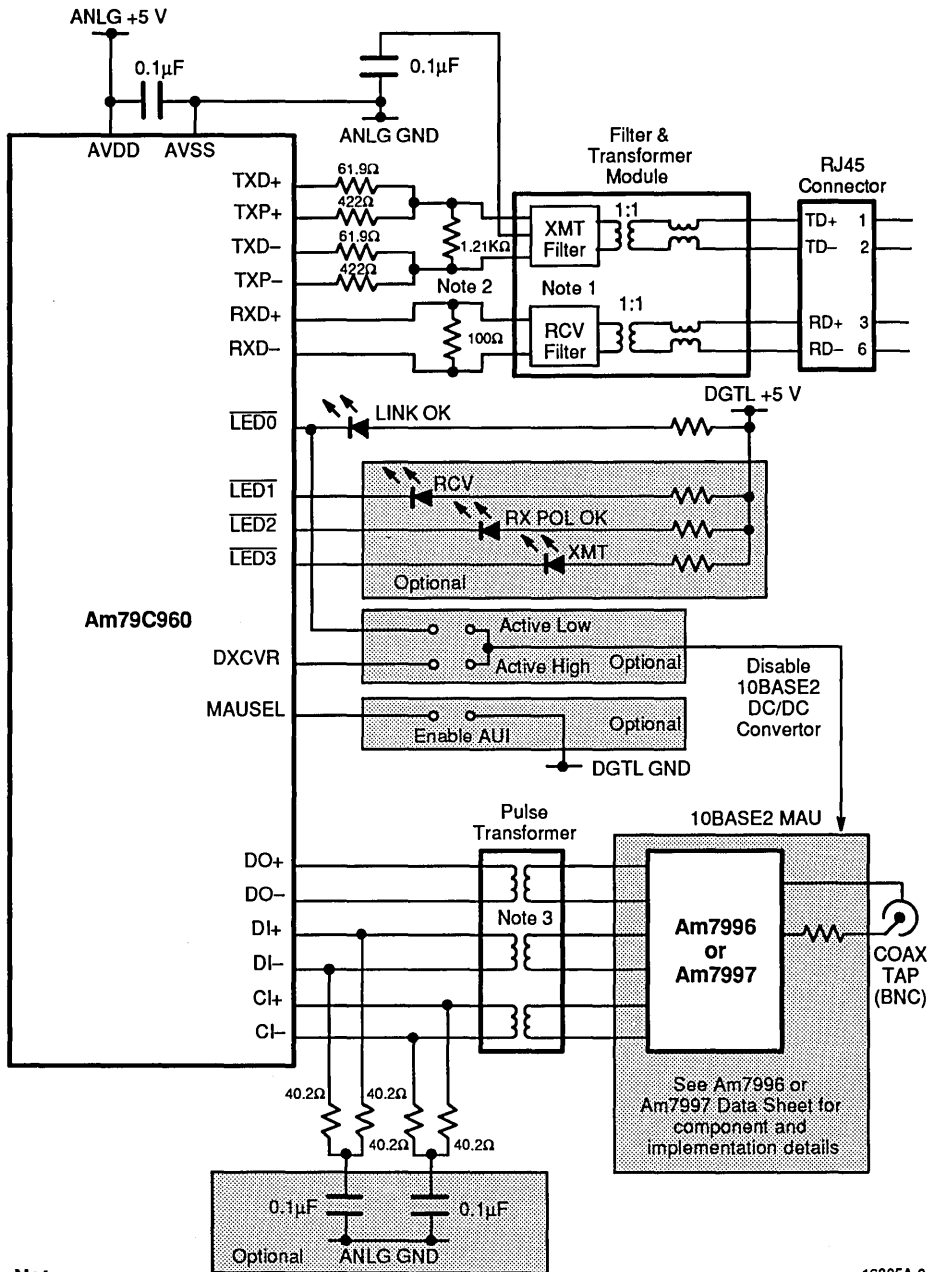 ANLG +5 V
0.1µF
0.1µF
ANLG GND
AVDD AVSS
Filter &
Transformer
Module
RJ45
Connector
TXD+
61.9Ω
TXP+
422Ω
TXD–
61.9Ω
TXP–
422Ω
1.21KΩ
XMT
Filter
1:1
TD+ 1
TD– 2
Note 2
Note 1
RXD+
RXD–
100Ω
RCV
Filter
1:1
RD+ 3
RD– 6
DGTL +5 V
LED0
LINK OK
LED1
RCV
LED2
RX POL OK
LED3
XMT
Optional
Am79C960
Active Low
DXCVR
Active High
Optional
Disable
10BASE2
DC/DC
Convertor
MAUSEL
Enable AUI
Optional
DGTL GND
Pulse
Transformer
10BASE2 MAU
DO+
DO–
Note 3
DI+
DI–
CI+
CI–
Am7996
or
Am7997
COAX
TAP
(BNC)
See Am7996 or
Am7997 Data Sheet for
component and
implementation details
40.2Ω
40.2Ω
40.2Ω
40.2Ω
0.1µF
0.1µF
Optional
ANLG GND